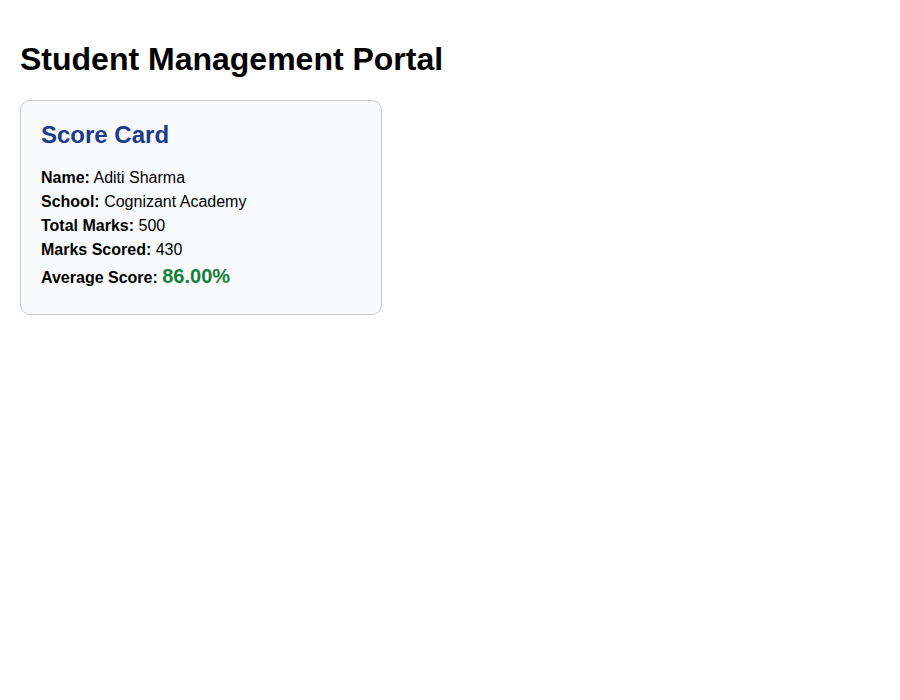 Student Management Portal
Score Card
Name: Aditi Sharma
School: Cognizant Academy
Total Marks: 500
Marks Scored: 430
Average Score: 86.00%